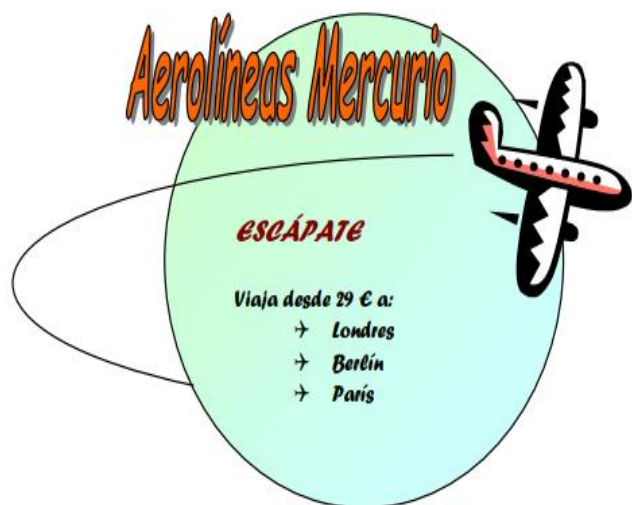 Aerolíneas Mercurio
ESCÁPATE
Viaja desde 29 € a:
✈ Londres
✈ Berlín
✈ París